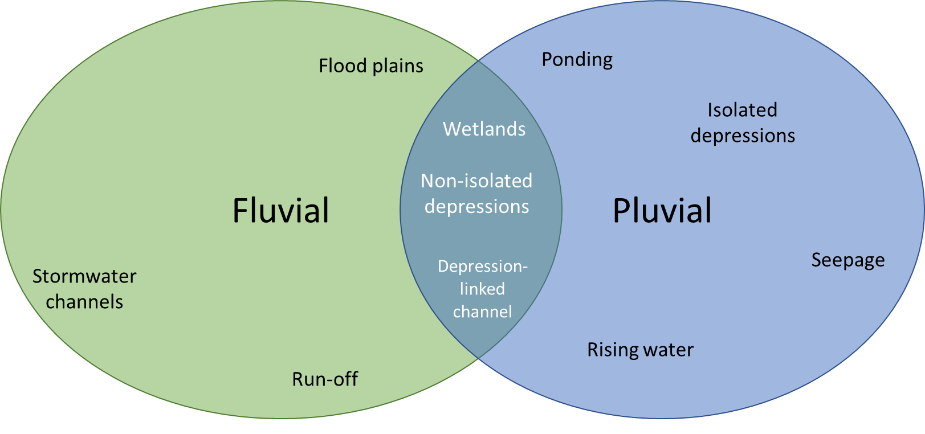 Flood plains
Fluvial
Stormwater
channels
Run-off
Wetlands
Non-isolated
depressions
Depression-
linked
channel
Ponding
Isolated
depressions
Pluvial
Seepage
Rising water